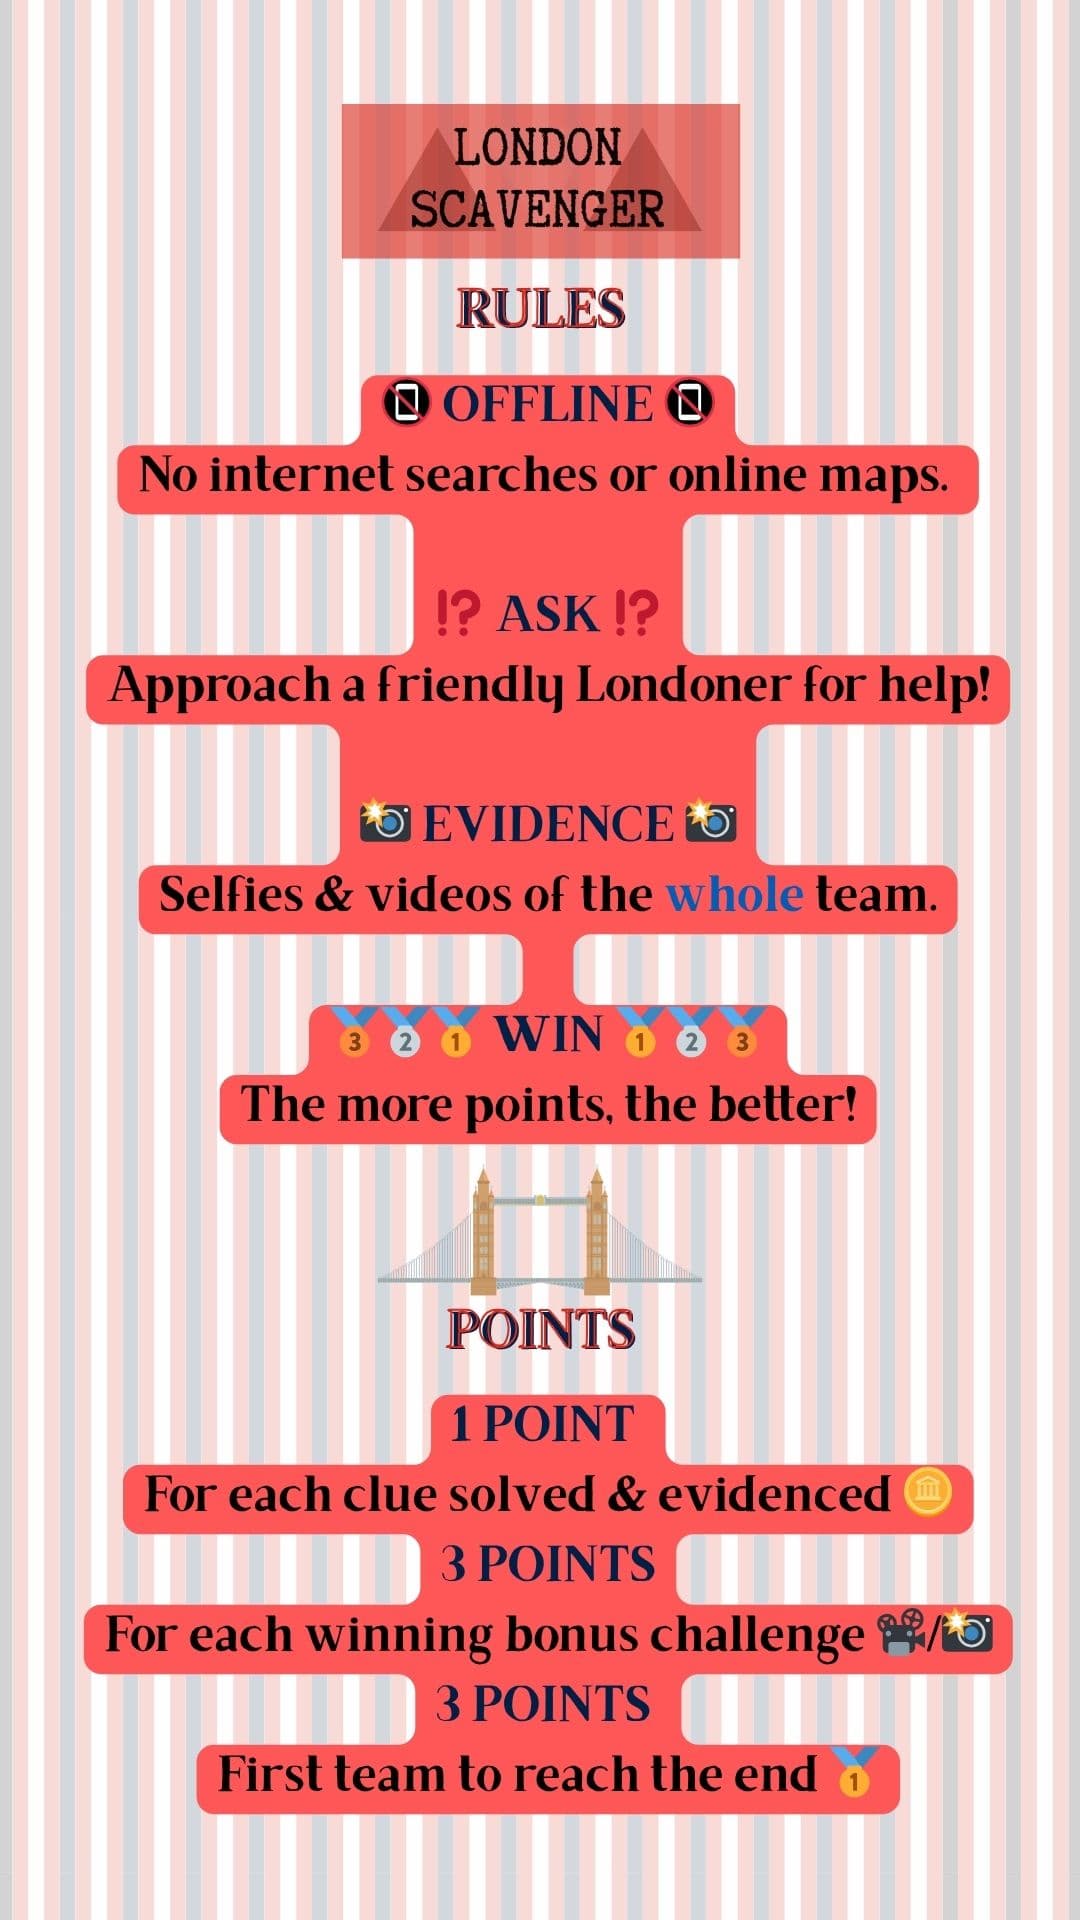 LONDON
SCAVENGER
RULES
📵 OFFLINE 📵
No internet searches or online maps.
⁉️ ASK ⁉️
Approach a friendly Londoner for help!
📸 EVIDENCE 📸
Selfies & videos of the whole team.
🥉🥈🥇 WIN 🥇🥈🥉
The more points, the better!
POINTS
1 POINT
For each clue solved & evidenced 🪙
3 POINTS
For each winning bonus challenge 🎥/📸
3 POINTS
First team to reach the end 🥇